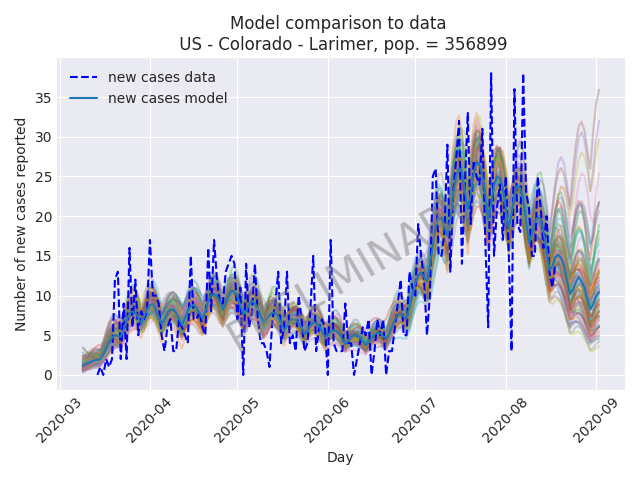 Model comparison to data
US - Colorado - Larimer, pop. = 356899
new cases data
new cases model
Number of new cases reported
35
30
25
20
15
10
5
0
PRELIMINARY
2020-03
2020-04
2020-05
2020-06
2020-07
2020-08
2020-09
Day